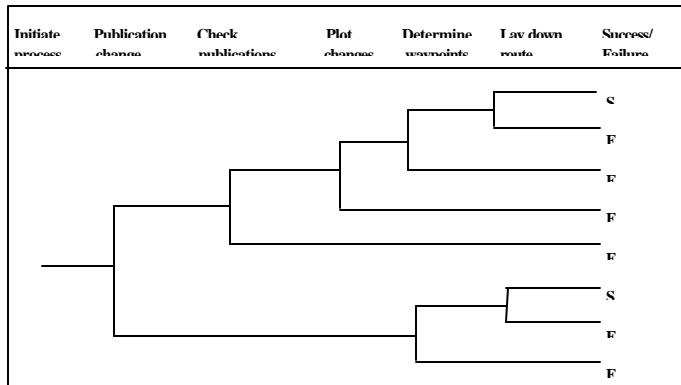 Initiate process
Publication change
Check publications
Plot changes
Determine waypoints
Lay down route
Success/ Failure
S
F
F
F
F
S
F
F